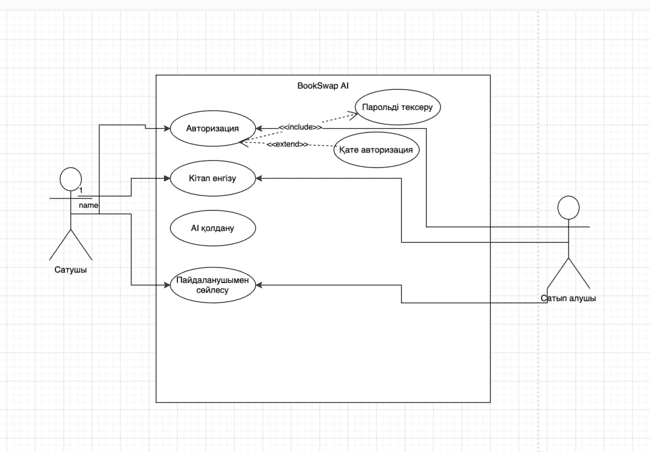 BookSwap AI
Парольді тексеру
Авторизация
<<include>>
<<extend>>
Қате авторизация
Кітап енгізу
1
name
AI қолдану
Сатушы
Пайдаланушымен
сөйлесу
Сатып алушы